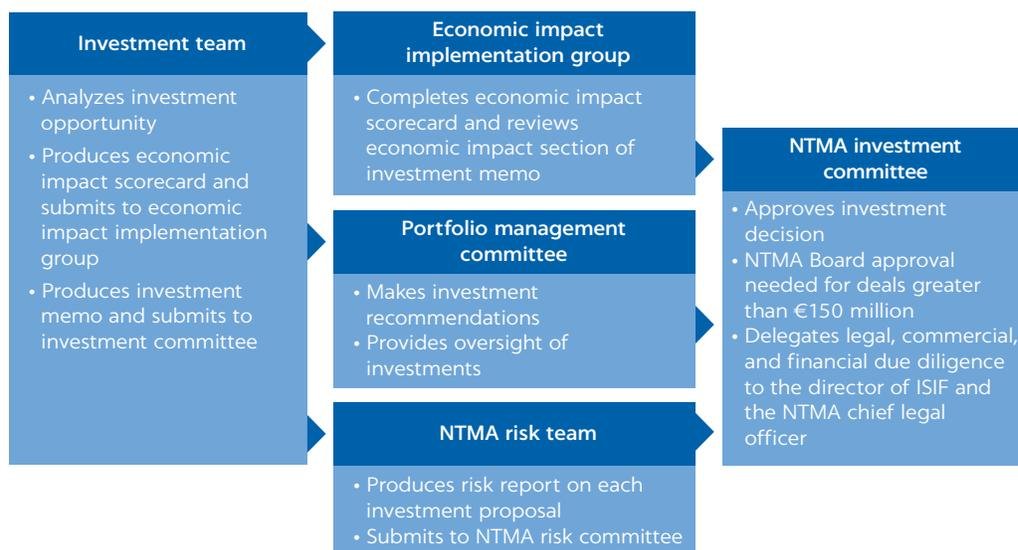 Investment team
• Analyzes investment
opportunity
• Produces economic
impact scorecard and
submits to economic
impact implementation
group
• Produces investment
memo and submits to
investment committee
Economic impact
implementation group
• Completes economic impact
scorecard and reviews
economic impact section of
investment memo
Portfolio management
committee
• Makes investment
recommendations
• Provides oversight of
investments
NTMA risk team
• Produces risk report on each
investment proposal
• Submits to NTMA risk committee
NTMA investment
committee
• Approves investment
decision
• NTMA Board approval
needed for deals greater
than €150 million
• Delegates legal, commercial,
and financial due diligence
to the director of ISIF and
the NTMA chief legal
officer